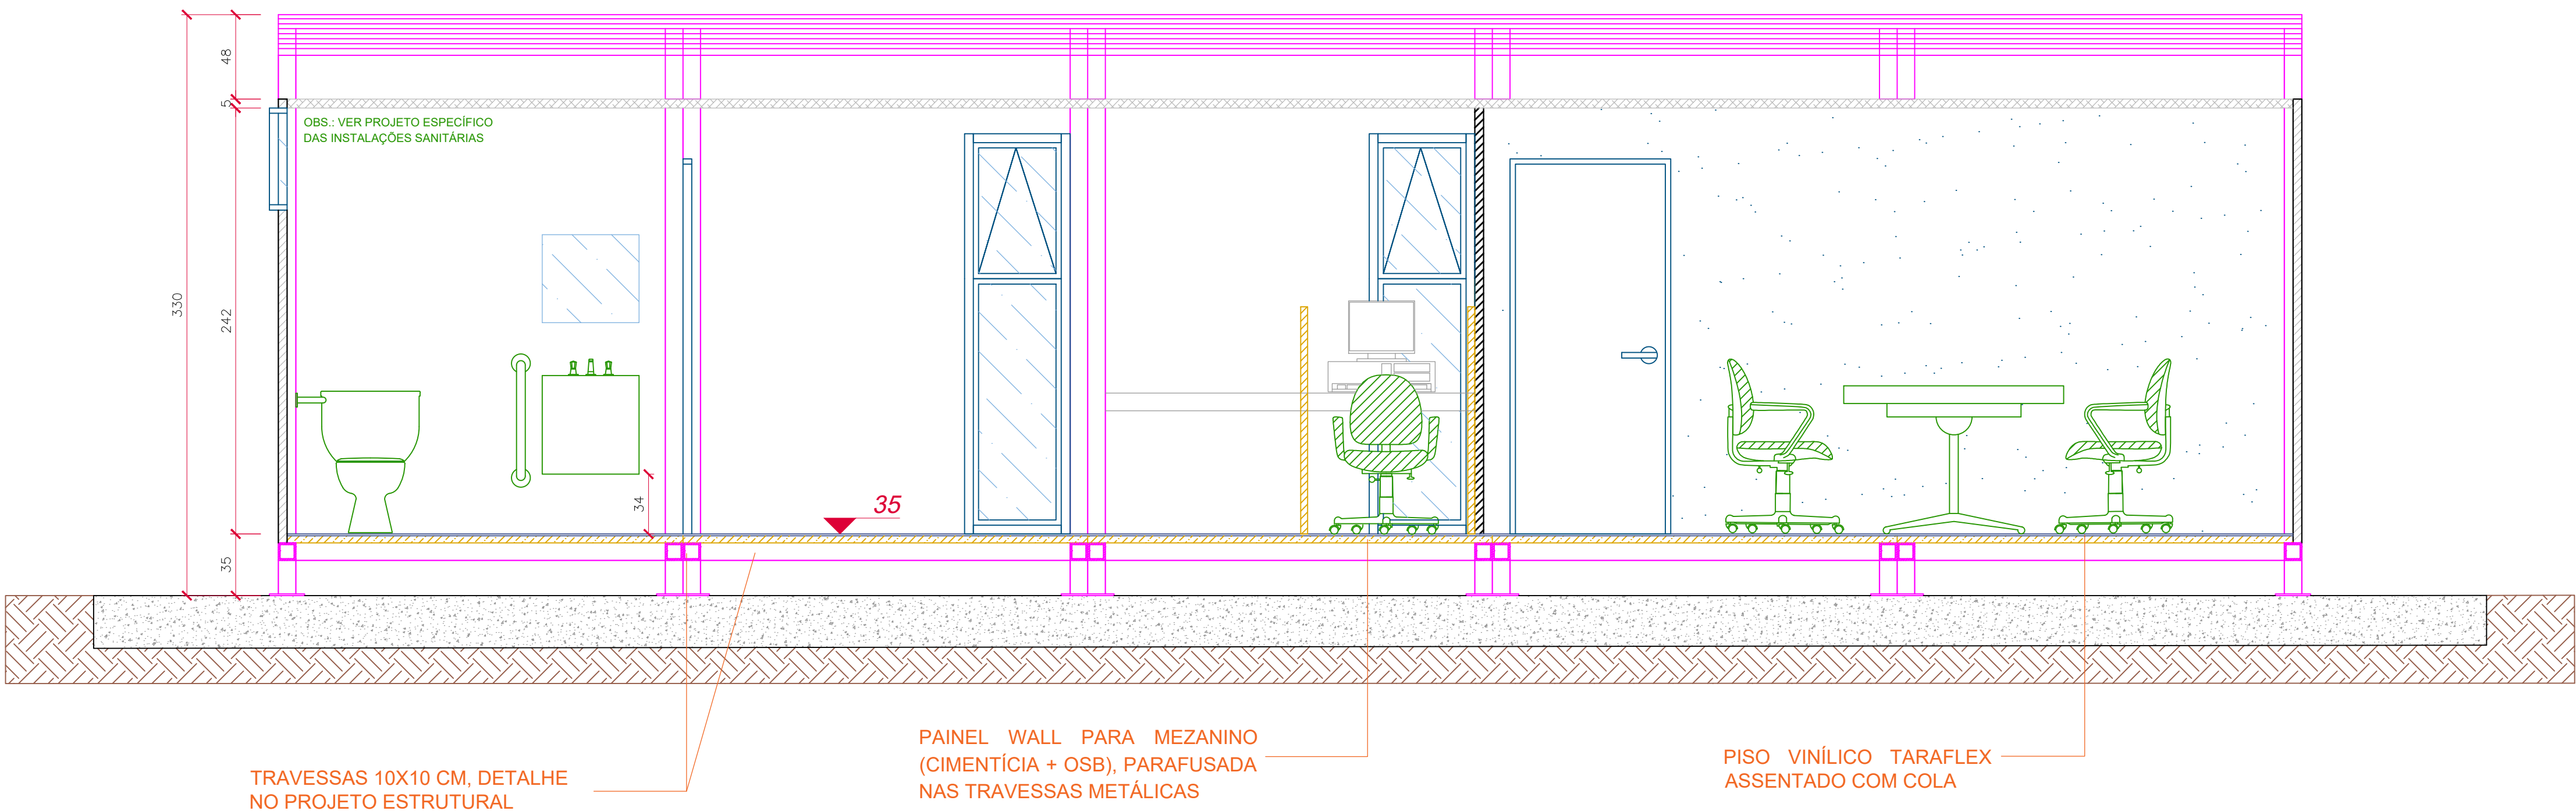 48
5
OBS.: VER PROJETO ESPECÍFICO
DAS INSTALAÇÕES SANITÁRIAS
330
242
34
35
35
TRAVESSAS 10X10 CM, DETALHE
NO PROJETO ESTRUTURAL
PAINEL WALL PARA MEZANINO
(CIMENTÍCIA + OSB), PARAFUSADA
NAS TRAVESSAS METÁLICAS
PISO VINÍLICO TARAFLEX
ASSENTADO COM COLA